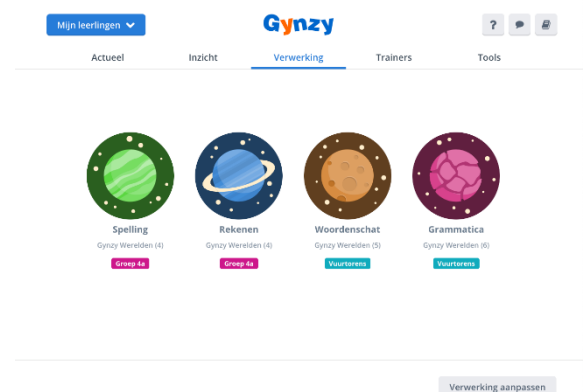 Mijn leerlingen
Gynzy
?
Actueel
Inzicht
Verwerking
Trainers
Tools
Spelling
Gynzy Werelden (4)
Groep 4a
Rekenen
Gynzy Werelden (4)
Groep 4a
Woordenschat
Gynzy Werelden (5)
Vuurtorens
Grammatica
Gynzy Werelden (6)
Vuurtorens
Verwerking aanpassen